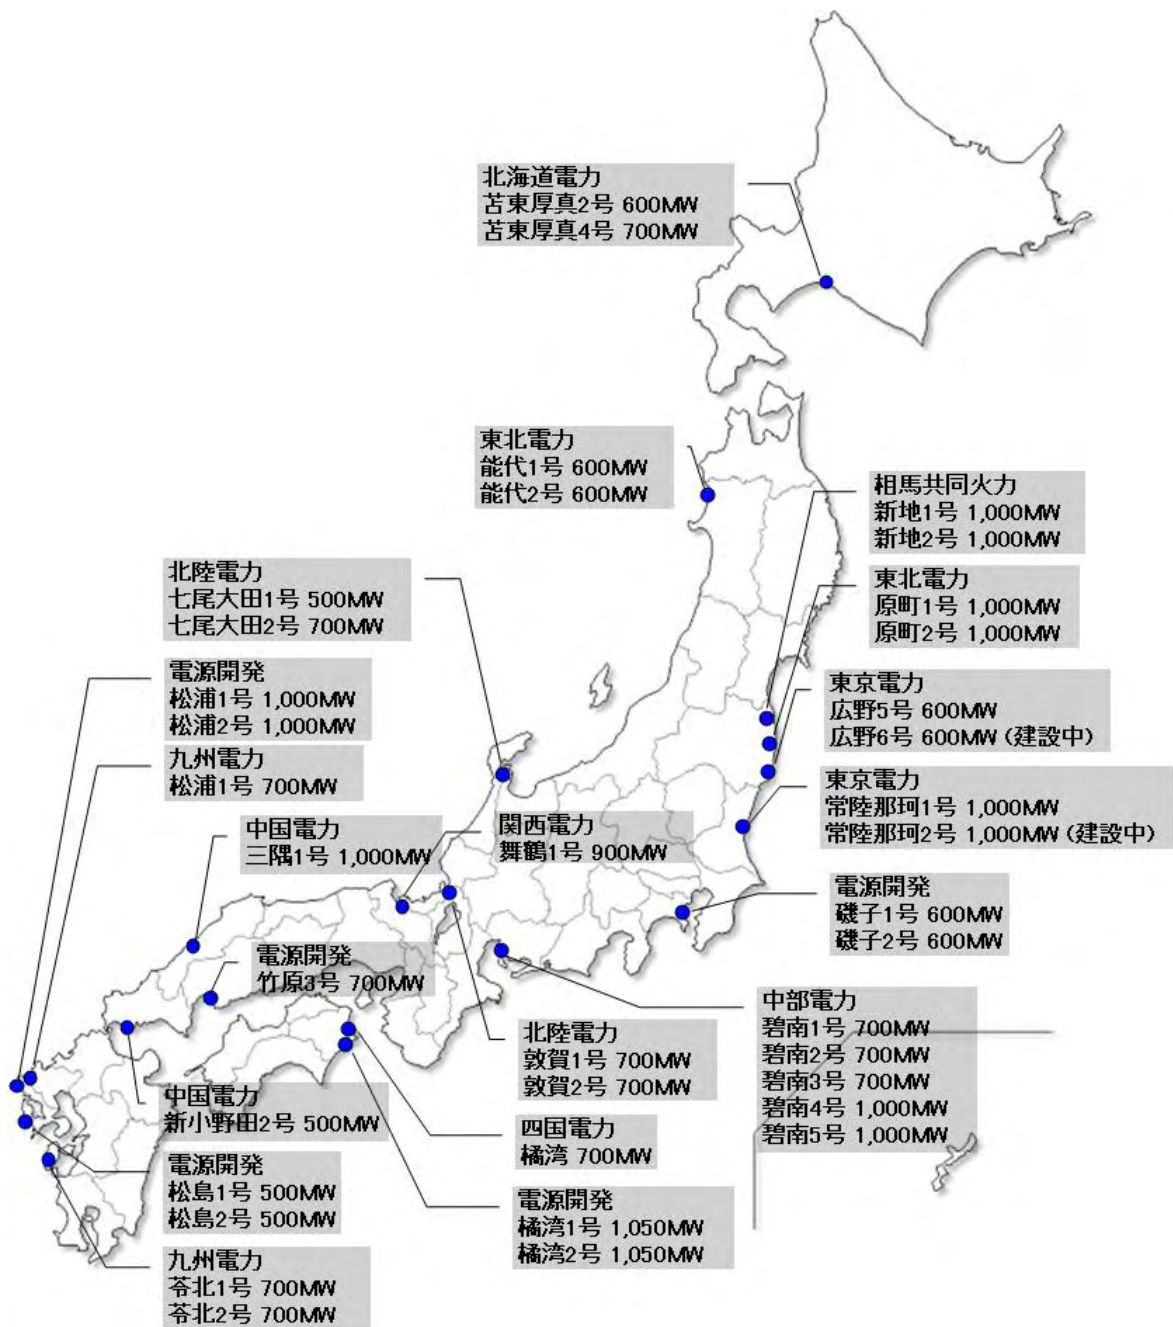 北海道電力
苫東厚真2号 600MW
苫東厚真4号 700MW
東北電力
能代1号 600MW
能代2号 600MW
相馬共同火力
新地1号 1,000MW
新地2号 1,000MW
北陸電力
七尾大田1号 500MW
七尾大田2号 700MW
東北電力
原町1号 1,000MW
原町2号 1,000MW
電源開発
松浦1号 1,000MW
松浦2号 1,000MW
東京電力
広野5号 600MW
広野6号 600MW (建設中)
九州電力
松浦1号 700MW
東京電力
常陸那珂1号 1,000MW
常陸那珂2号 1,000MW (建設中)
中国電力
三隅1号 1,000MW
関西電力
舞鶴1号 900MW
電源開発
磯子1号 600MW
磯子2号 600MW
電源開発
竹原3号 700MW
中部電力
碧南1号 700MW
碧南2号 700MW
碧南3号 700MW
碧南4号 1,000MW
碧南5号 1,000MW
北陸電力
敦賀1号 700MW
敦賀2号 700MW
中国電力
新小野田2号 500MW
四国電力
橘湾 700MW
電源開発
松島1号 500MW
松島2号 500MW
電源開発
橘湾1号 1,050MW
橘湾2号 1,050MW
九州電力
苓北1号 700MW
苓北2号 700MW